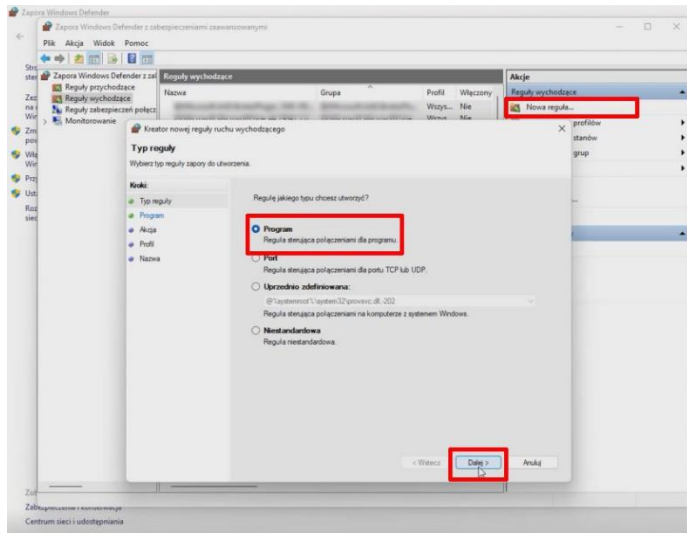 Zapora Windows Defender
Zapora Windows Defender z zabezpieczeniami zaawansowanymi
Plik Akcja Widok Pomoc
Zapora Windows Defender z zal
Reguły przychodzące
Reguły wychodzące
Reguły zabezpieczeń połącz
Monitorowanie
Reguły wychodzące
Nazwa Grupa Profil Włączony
Wszys... Nie
Wszys... Nie
Akcje
Reguły wychodzące
Nowa reguła...
profilów
stanów
grup
Kreator nowej reguły ruchu wychodzącego
Typ reguły
Wybierz typ reguły zapory do utworzenia.
Kroki:
Typ reguły
Program
Akcja
Profil
Nazwa
Regułę jakiego typu chcesz utworzyć?
Program
Reguła sterująca połączeniami dla programu.
Port
Reguła sterująca połączeniami dla portu TCP lub UDP.
Uprzednio zdefiniowana:
Reguła sterująca połączeniami na komputerze z systemem Windows.
Niestandardowa
Reguła niestandardowa.
< Wstecz Dalej > Anuluj
Centrum sieci i udostępniania